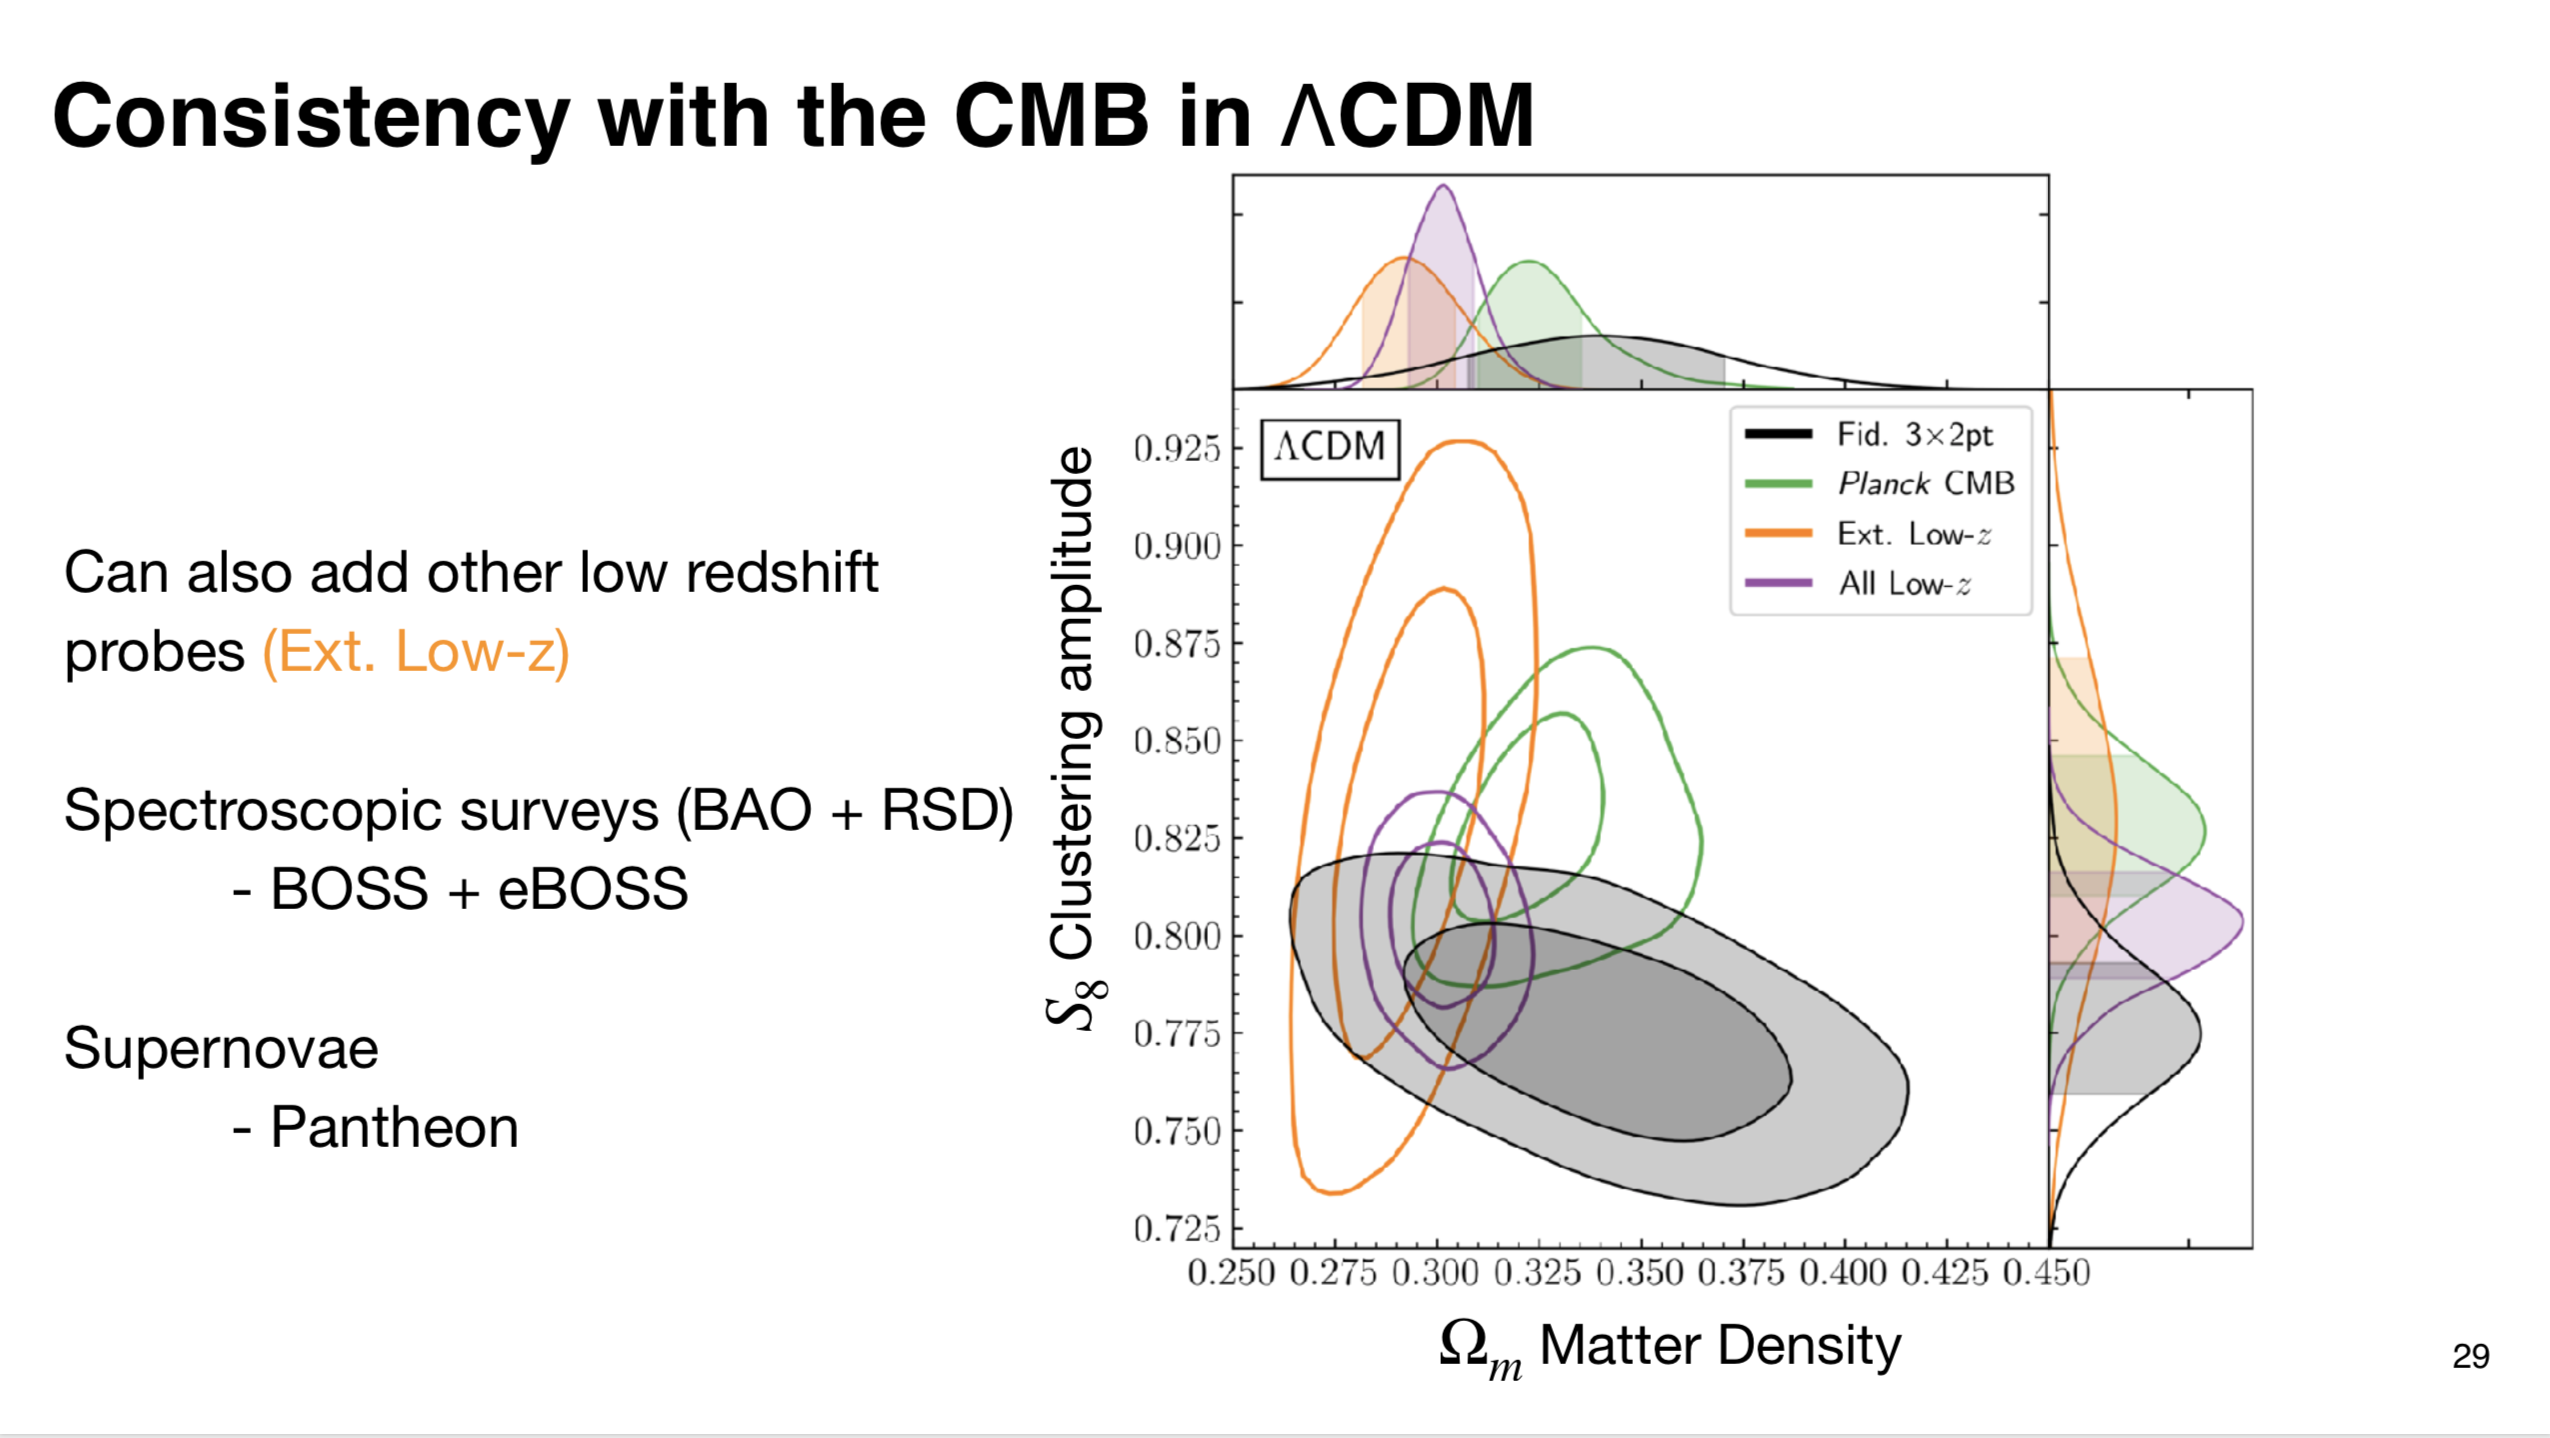 Consistency with the CMB in ΛCDM
Can also add other low redshift
probes (Ext. Low-z)
Spectroscopic surveys (BAO + RSD)
- BOSS + eBOSS
Supernovae
- Pantheon
ΛCDM
Fid. 3×2pt
Planck CMB
Ext. Low-z
All Low-z
S₈ Clustering amplitude
0.925
0.900
0.875
0.850
0.825
0.800
0.775
0.750
0.725
0.250 0.275 0.300 0.325 0.350 0.375 0.400 0.425 0.450
Ωₘ Matter Density
29